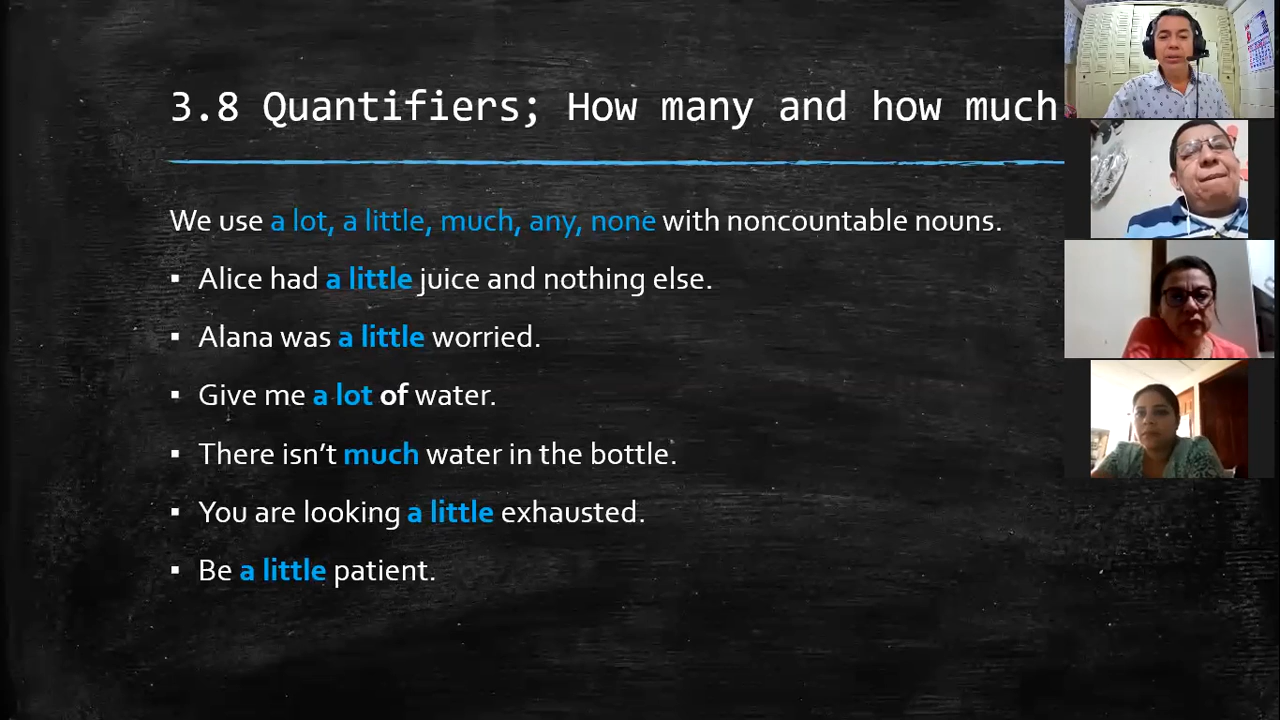 3.8 Quantifiers; How many and how much
We use a lot, a little, much, any, none with noncountable nouns.
▪ Alice had a little juice and nothing else.
▪ Alana was a little worried.
▪ Give me a lot of water.
▪ There isn’t much water in the bottle.
▪ You are looking a little exhausted.
▪ Be a little patient.